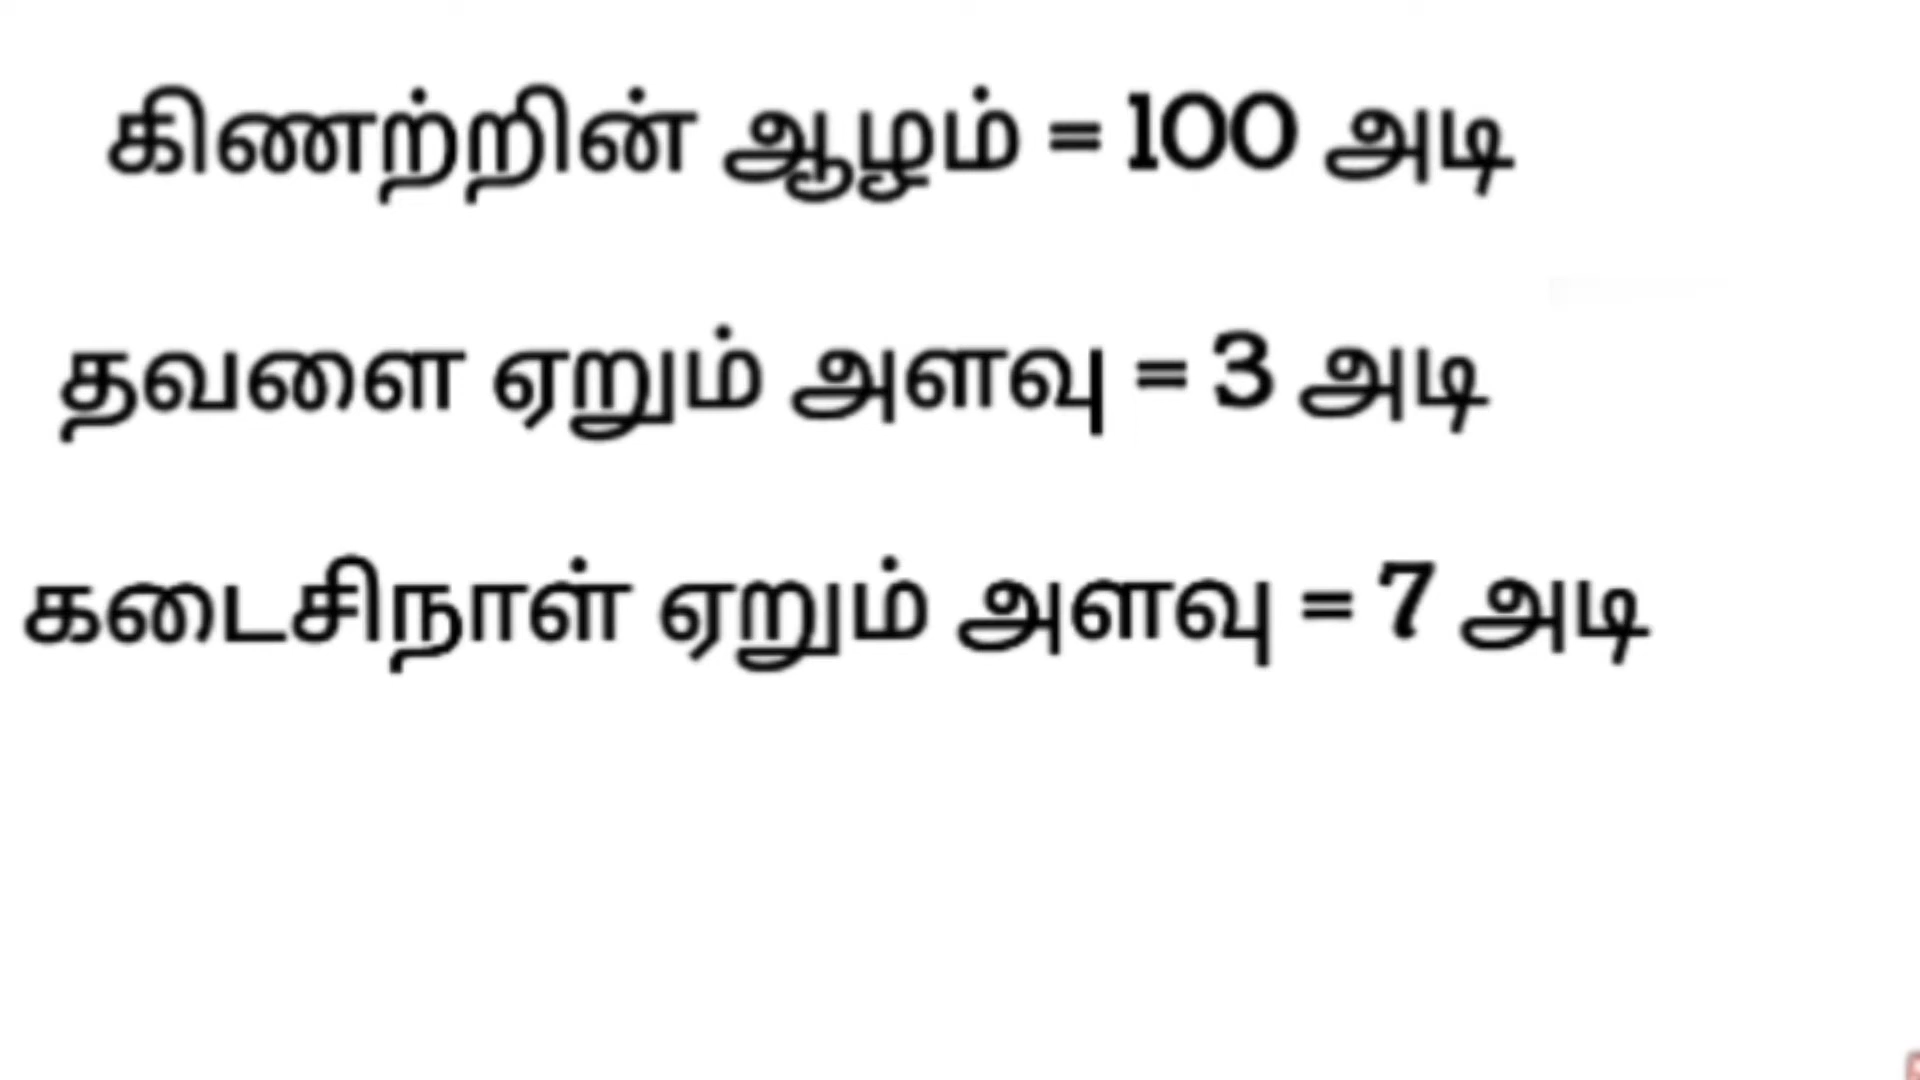 கிணற்றின் ஆழம் = 100 அடி
தவளை ஏறும் அளவு = 3 அடி
கடைசிநாள் ஏறும் அளவு = 7 அடி